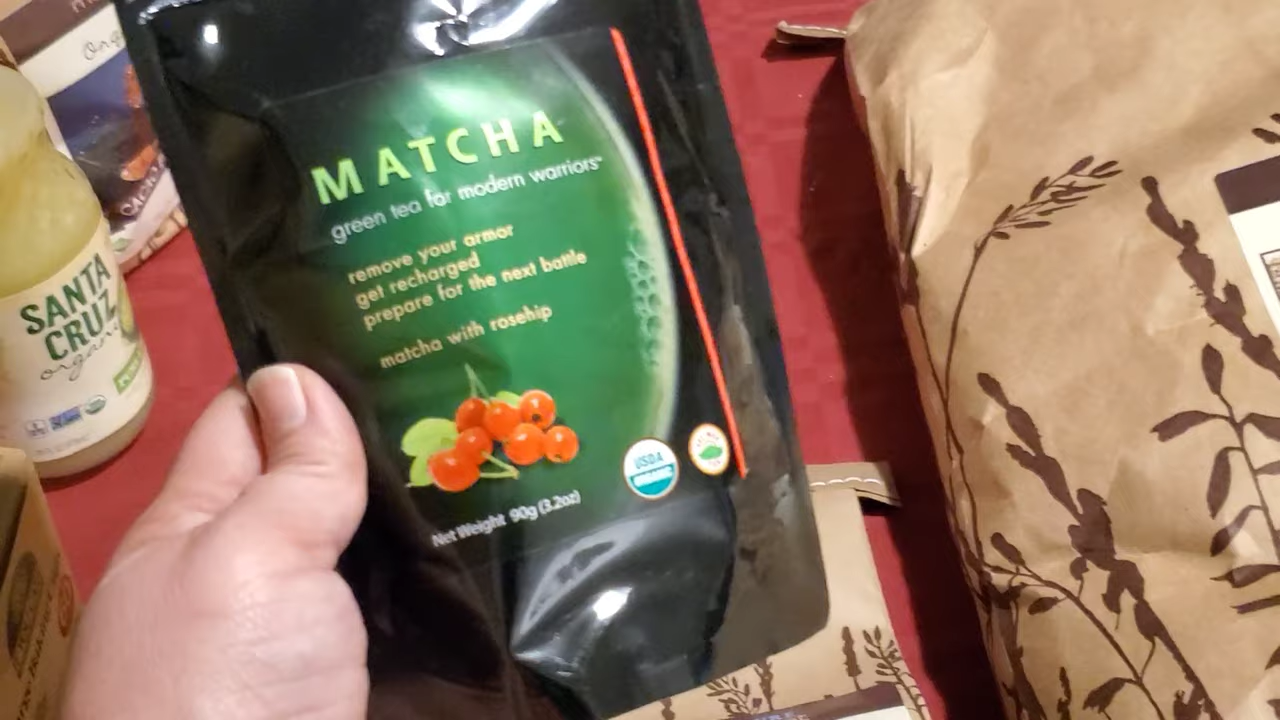 MATCHA
green tea for modern warriors™
remove your armor
get recharged
prepare for the next battle
matcha with rosehip
USDA
ORGANIC
Net Weight 90g (3.2oz)
SANTA
CRUZ
organic